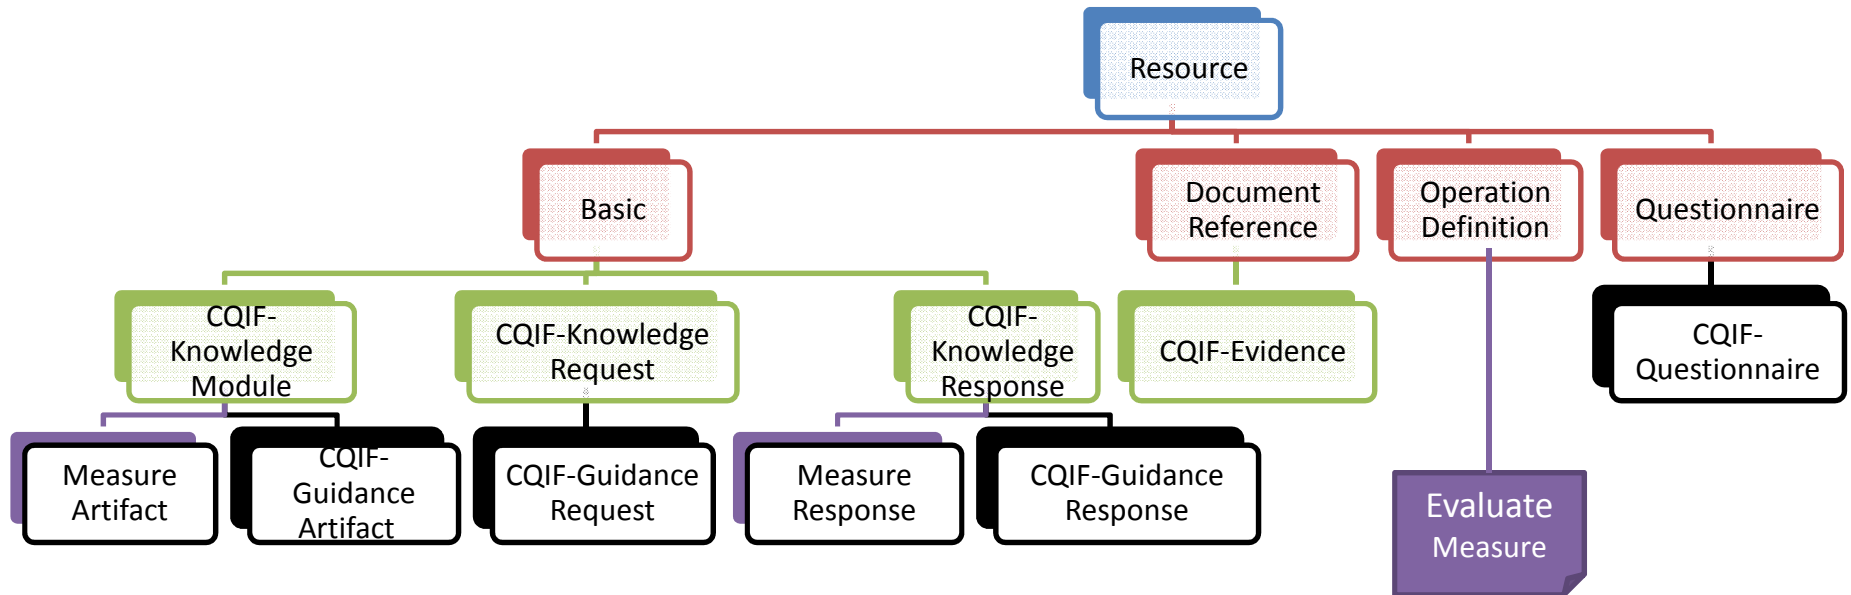 Resource
Basic
Document
Reference
Operation
Definition
Questionnaire
CQIF-
Knowledge
Module
CQIF-Knowledge
Request
CQIF-
Knowledge
Response
CQIF-Evidence
CQIF-
Questionnaire
Measure
Artifact
CQIF-
Guidance
Artifact
CQIF-Guidance
Request
Measure
Response
CQIF-Guidance
Response
Evaluate
Measure